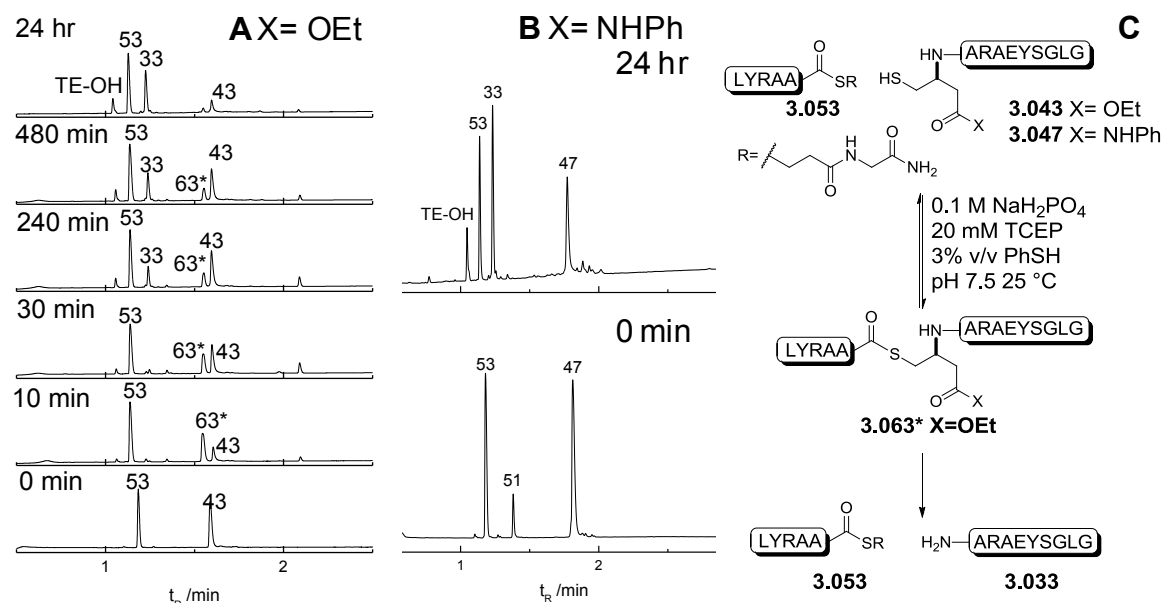 24 hr
A X= OEt
53
33
TE-OH
43
480 min
53
33
63*
43
240 min
53
33
63*
43
30 min
53
63*
43
10 min
53
63*
43
0 min
53
43
1
2
B X= NHPh
24 hr
33
53
47
TE-OH
0 min
53
47
51
1
2
t_R /min
C
LYRAA
O
SR
3.053
HN
ARAEYSGLG
HS
O
X
3.043 X= OEt
3.047 X= NHPh
R=
O
H
N
O
NH₂
0.1 M NaH₂PO₄
20 mM TCEP
3% v/v PhSH
pH 7.5 25 °C
LYRAA
O
S
HN
ARAEYSGLG
O
X
3.063* X=OEt
LYRAA
O
SR
3.053
H₂N
ARAEYSGLG
3.033